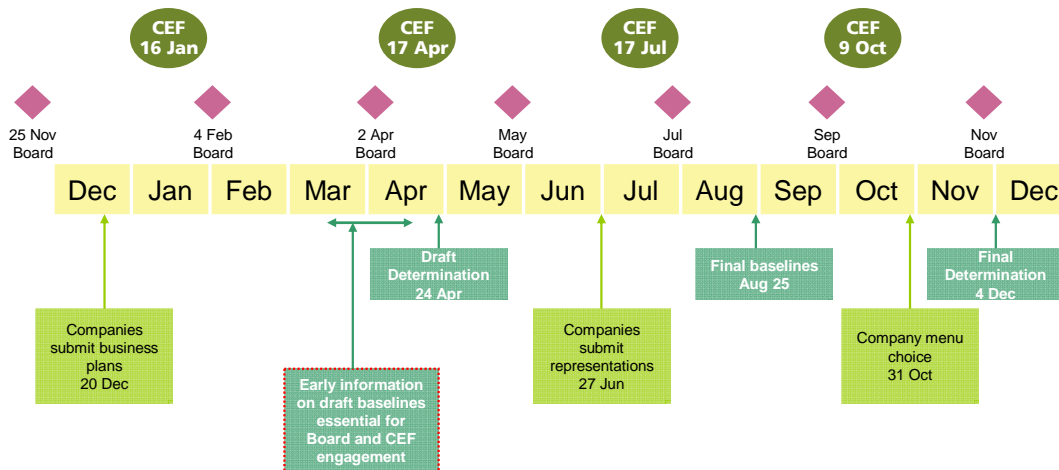 CEF
16 Jan
CEF
17 Apr
CEF
17 Jul
CEF
9 Oct
25 Nov
Board
4 Feb
Board
2 Apr
Board
May
Board
Jul
Board
Sep
Board
Nov
Board
Dec
Jan
Feb
Mar
Apr
May
Jun
Jul
Aug
Sep
Oct
Nov
Dec
Draft
Determination
24 Apr
Final baselines
Aug 25
Final
Determination
4 Dec
Companies
submit business
plans
20 Dec
Early information
on draft baselines
essential for
Board and CEF
engagement
Companies
submit
representations
27 Jun
Company menu
choice
31 Oct